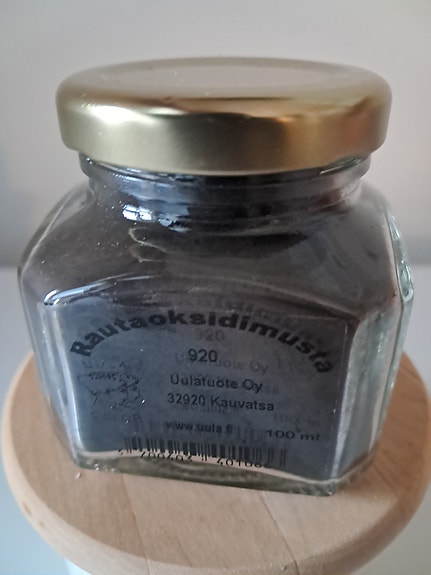 Rautaoksidimusta
920
Uulatuote Oy
32920 Kauvatsa
www.uula.fi
100 ml